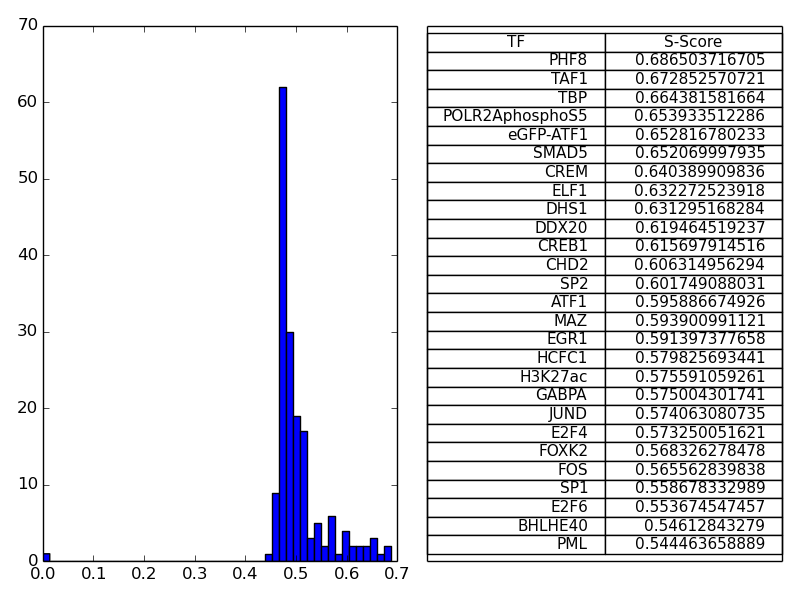 70
60
50
40
30
20
10
0
0.0 0.1 0.2 0.3 0.4 0.5 0.6 0.7
TF S-Score
PHF8 0.686503716705
TAF1 0.672852570721
TBP 0.664381581664
POLR2AphosphoS5 0.653933512286
eGFP-ATF1 0.652816780233
SMAD5 0.652069997935
CREM 0.640389909836
ELF1 0.632272523918
DHS1 0.631295168284
DDX20 0.619464519237
CREB1 0.615697914516
CHD2 0.606314956294
SP2 0.601749088031
ATF1 0.595886674926
MAZ 0.593900991121
EGR1 0.591397377658
HCFC1 0.579825693441
H3K27ac 0.575591059261
GABPA 0.575004301741
JUND 0.574063080735
E2F4 0.573250051621
FOXK2 0.568326278478
FOS 0.565562839838
SP1 0.558678332989
E2F6 0.553674547457
BHLHE40 0.54612843279
PML 0.544463658889